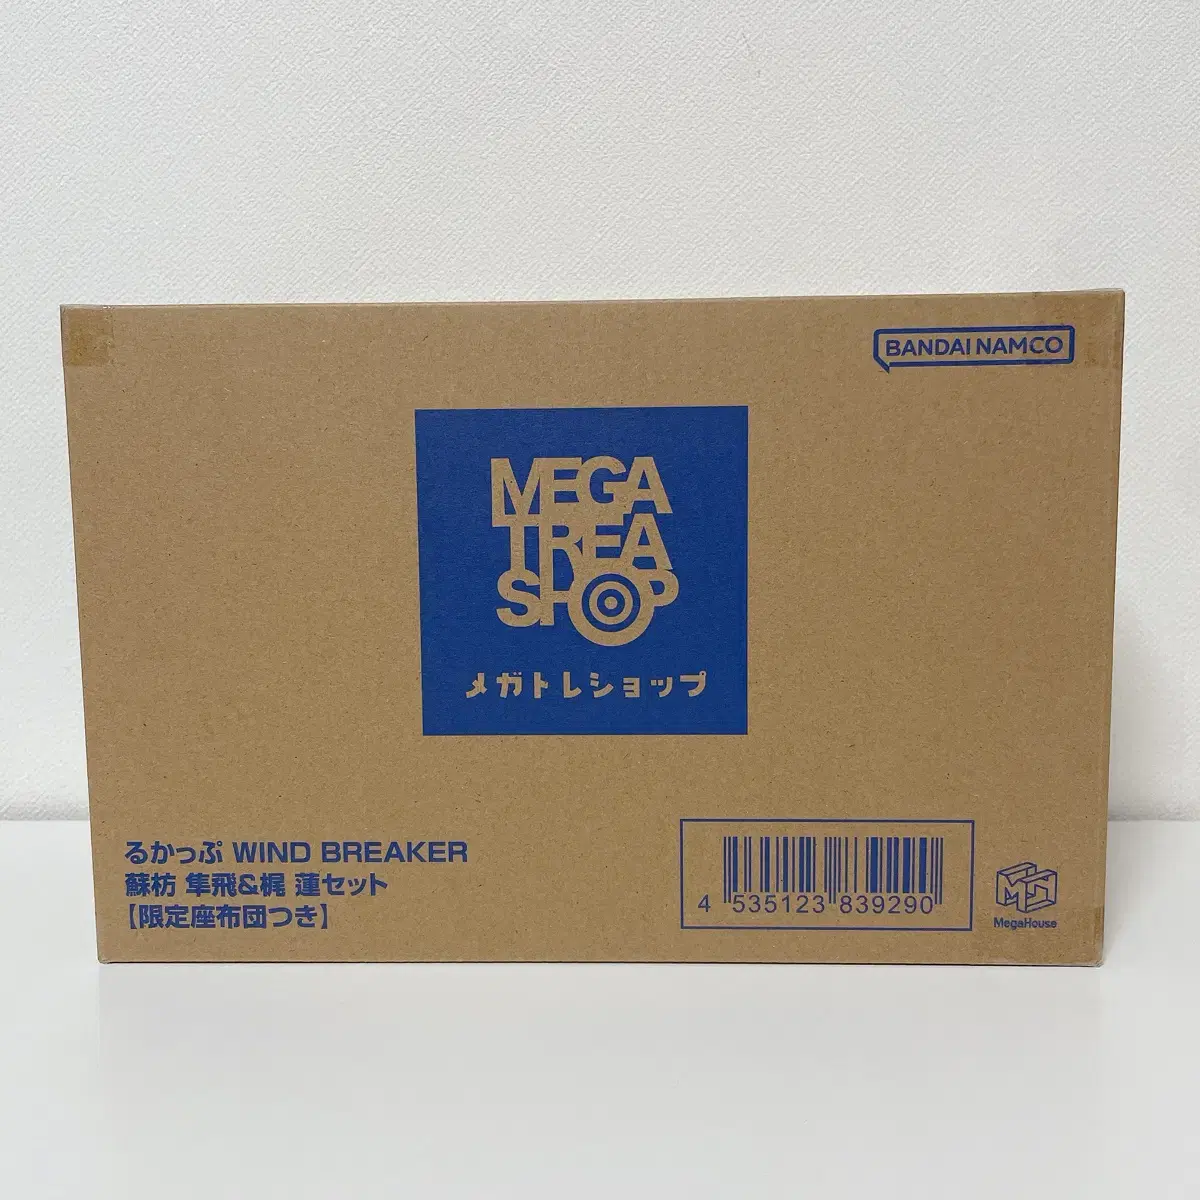 BANDAI NAMCO
MEGA
TREA
SHOP
メガトレショップ
るかっぷ WIND BREAKER
蘇枋 隼飛&梶 蓮セット
【限定座布団つき】
4 535123 839290
MegaHouse